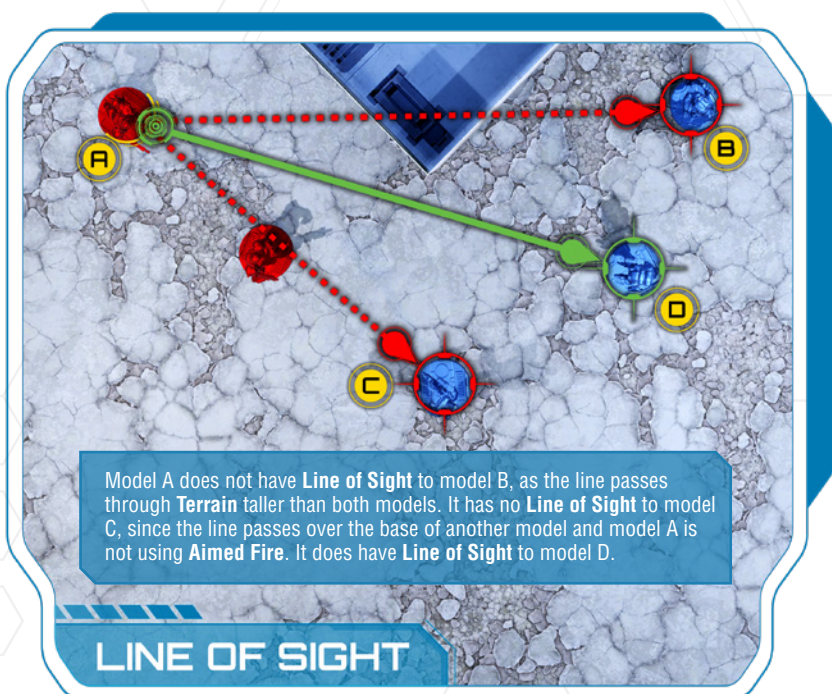 A
B
D
C
Model A does not have Line of Sight to model B, as the line passes
through Terrain taller than both models. It has no Line of Sight to model
C, since the line passes over the base of another model and model A is
not using Aimed Fire. It does have Line of Sight to model D.
LINE OF SIGHT